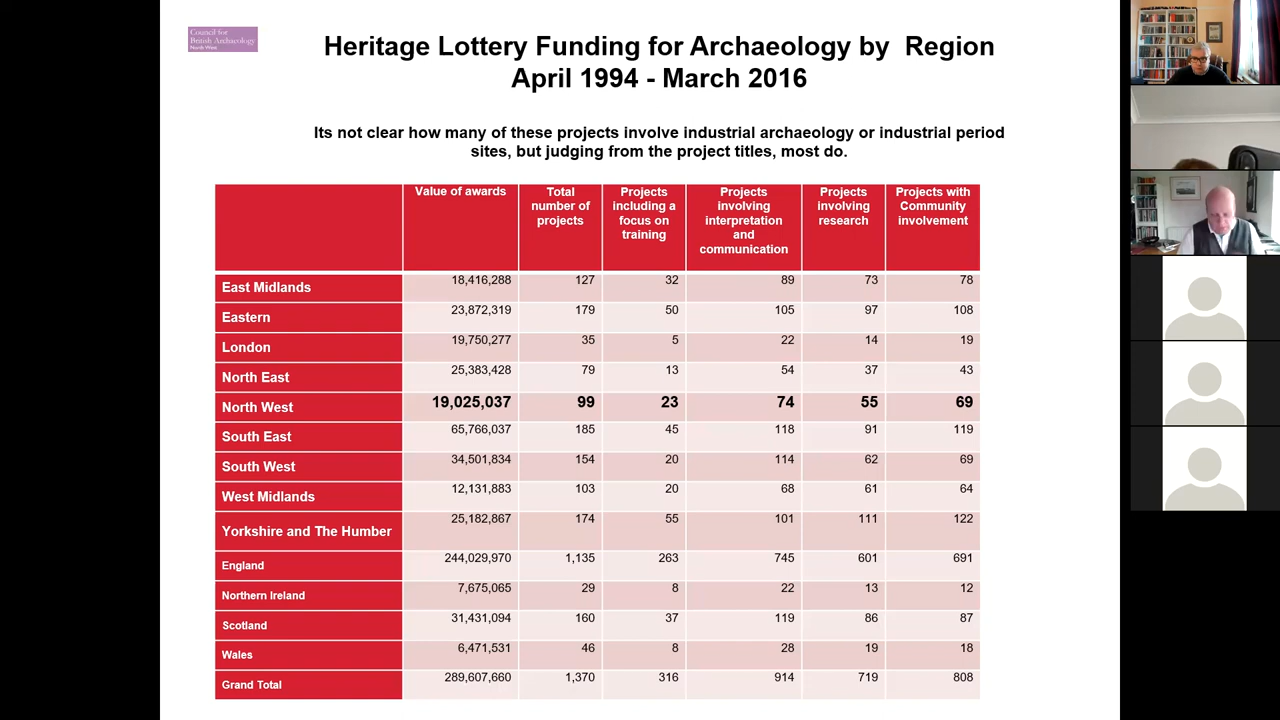 Council for
British Archaeology
North West
Heritage Lottery Funding for Archaeology by Region
April 1994 - March 2016
Its not clear how many of these projects involve industrial archaeology or industrial period
sites, but judging from the project titles, most do.
Value of awards Total number of projects Projects including a focus on training Projects involving interpretation and communication Projects involving research Projects with Community involvement
East Midlands 18,416,288 127 32 89 73 78
Eastern 23,872,319 179 50 105 97 108
London 19,750,277 35 5 22 14 19
North East 25,383,428 79 13 54 37 43
North West 19,025,037 99 23 74 55 69
South East 65,766,037 185 45 118 91 119
South West 34,501,834 154 20 114 62 69
West Midlands 12,131,883 103 20 68 61 64
Yorkshire and The Humber 25,182,867 174 55 101 111 122
England 244,029,970 1,135 263 745 601 691
Northern Ireland 7,675,065 29 8 22 13 12
Scotland 31,431,094 160 37 119 86 87
Wales 6,471,531 46 8 28 19 18
Grand Total 289,607,660 1,370 316 914 719 808